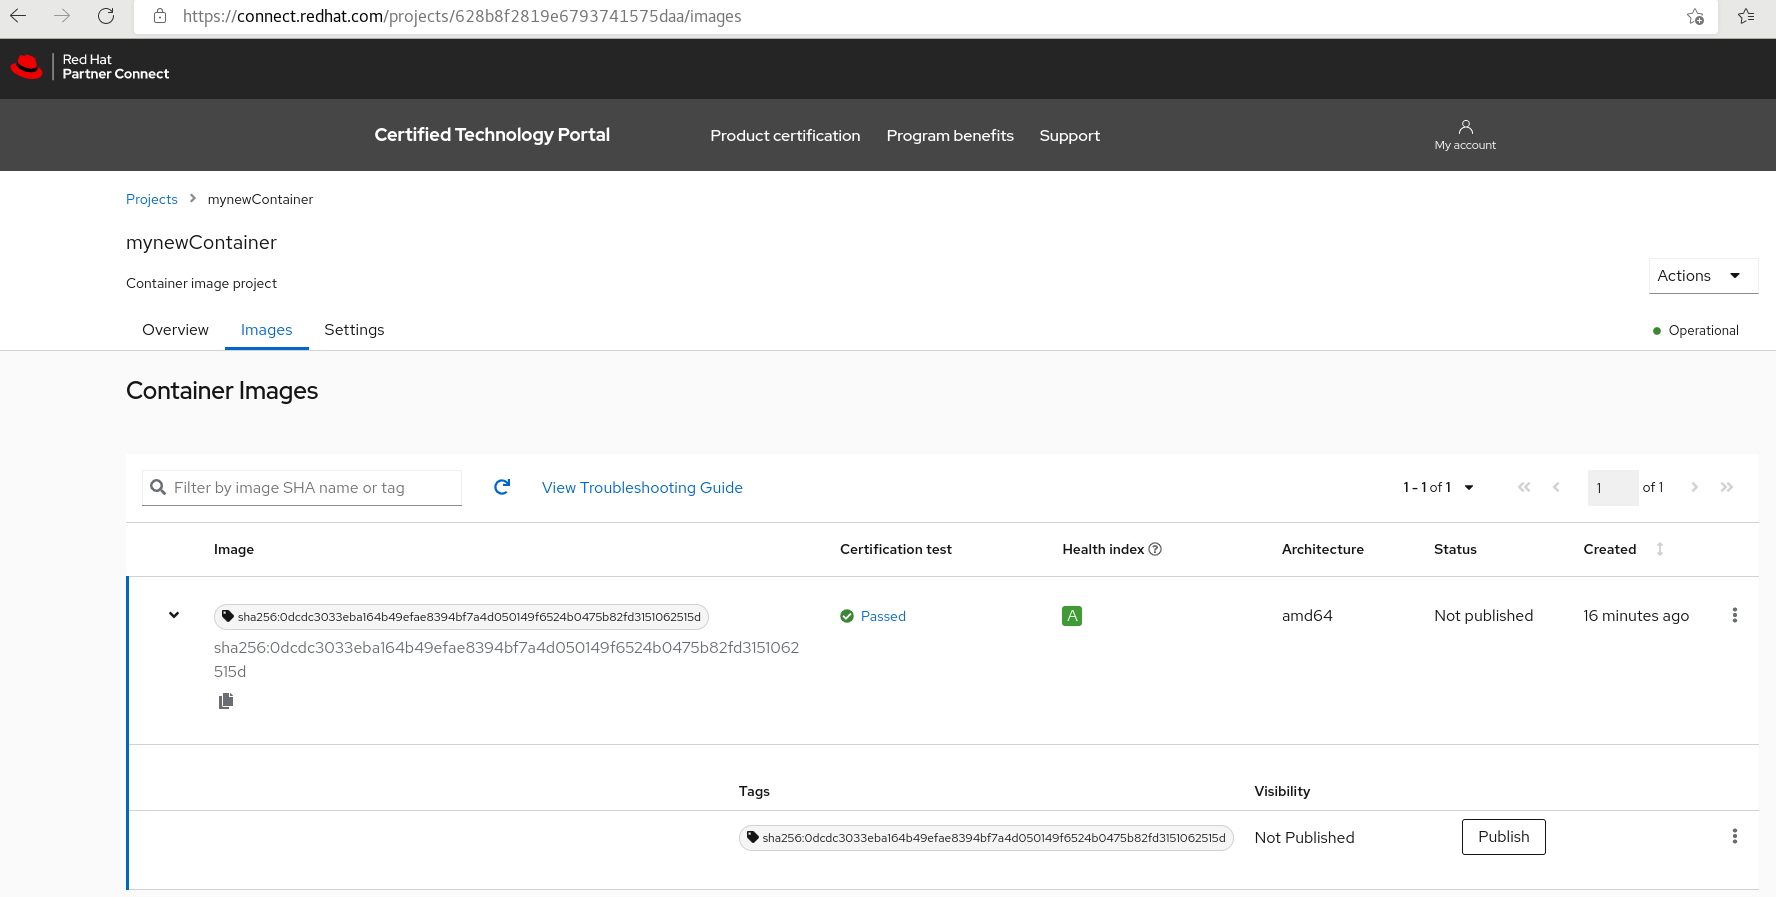 https://connect.redhat.com/projects/628b8f2819e6793741575daa/images
Red Hat
Partner Connect
Certified Technology Portal
Product certification
Program benefits
Support
My account
Projects > mynewContainer
mynewContainer
Container image project
Actions
Overview
Images
Settings
Operational
Container Images
Filter by image SHA name or tag
View Troubleshooting Guide
1 - 1 of 1
1 of 1
Image
Certification test
Health index
Architecture
Status
Created
sha256:0dcdc3033eba164b49efae8394bf7a4d050149f6524b0475b82fd3151062515d
Passed
A
amd64
Not published
16 minutes ago
sha256:0dcdc3033eba164b49efae8394bf7a4d050149f6524b0475b82fd3151062
515d
Tags
Visibility
sha256:0dcdc3033eba164b49efae8394bf7a4d050149f6524b0475b82fd3151062515d
Not Published
Publish